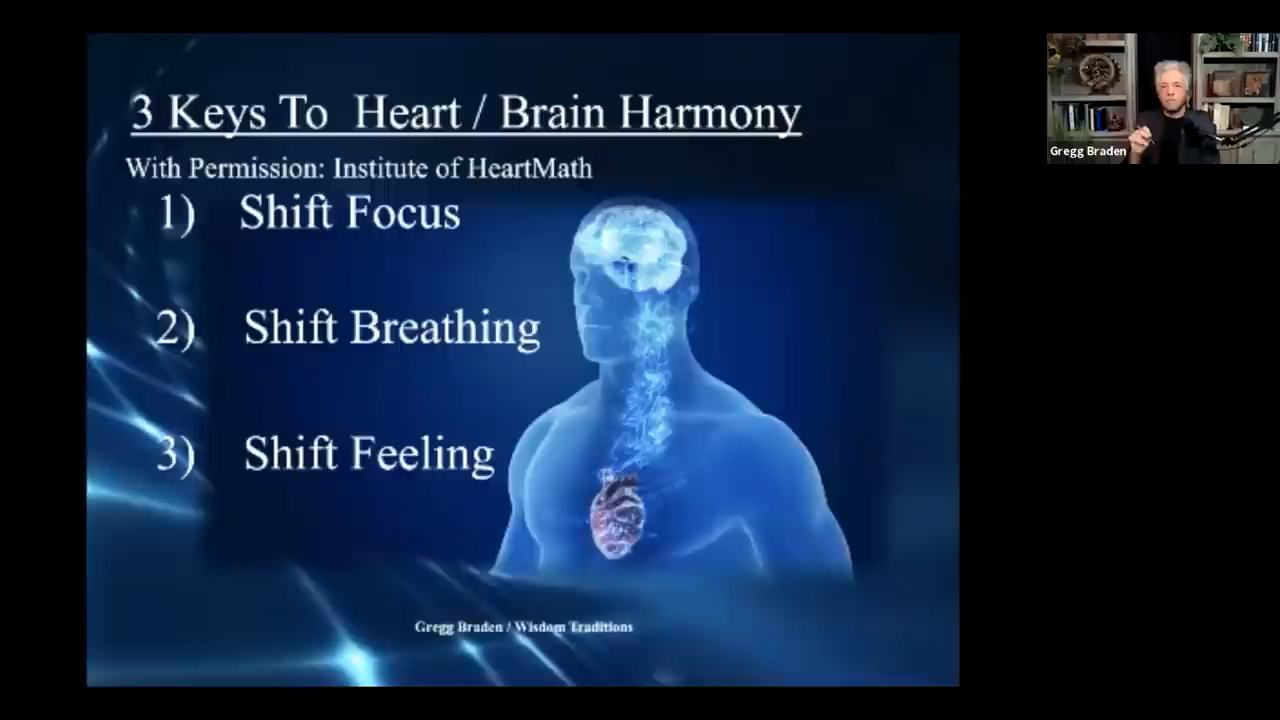 3 Keys To Heart / Brain Harmony
With Permission: Institute of HeartMath
1) Shift Focus
2) Shift Breathing
3) Shift Feeling
Gregg Braden / Wisdom Traditions
Gregg Braden